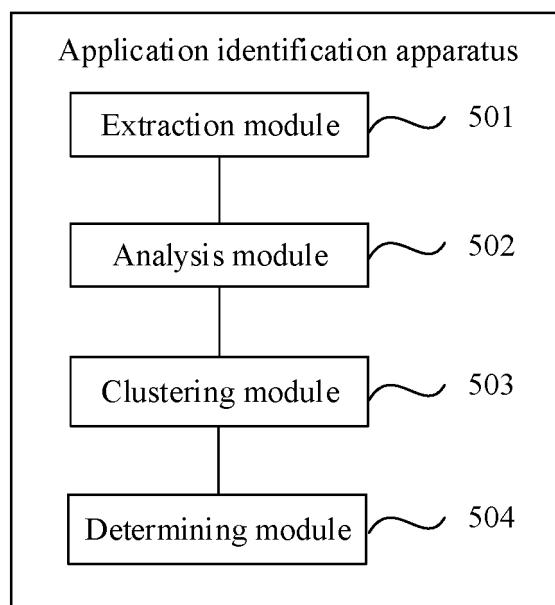 Application identification apparatus
Extraction module 501
Analysis module 502
Clustering module 503
Determining module 504